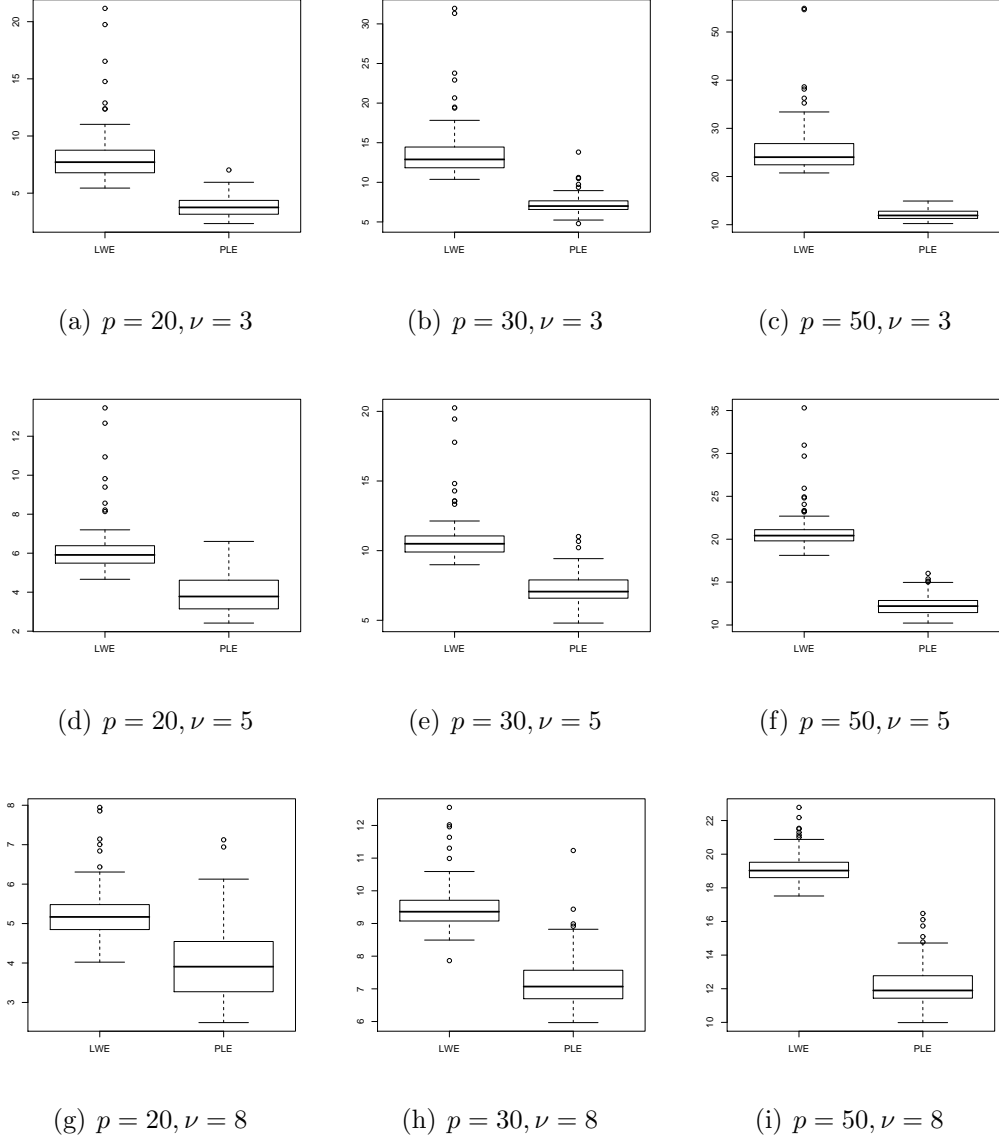 5 10 15 20
LWE PLE
5 10 15 20 25 30
LWE PLE
10 20 30 40 50
LWE PLE
(a) p = 20, ν = 3
(b) p = 30, ν = 3
(c) p = 50, ν = 3
2 4 6 8 10 12
LWE PLE
5 10 15 20
LWE PLE
10 15 20 25 30 35
LWE PLE
(d) p = 20, ν = 5
(e) p = 30, ν = 5
(f) p = 50, ν = 5
3 4 5 6 7 8
LWE PLE
6 7 8 9 10 11 12
LWE PLE
10 12 14 16 18 20 22
LWE PLE
(g) p = 20, ν = 8
(h) p = 30, ν = 8
(i) p = 50, ν = 8